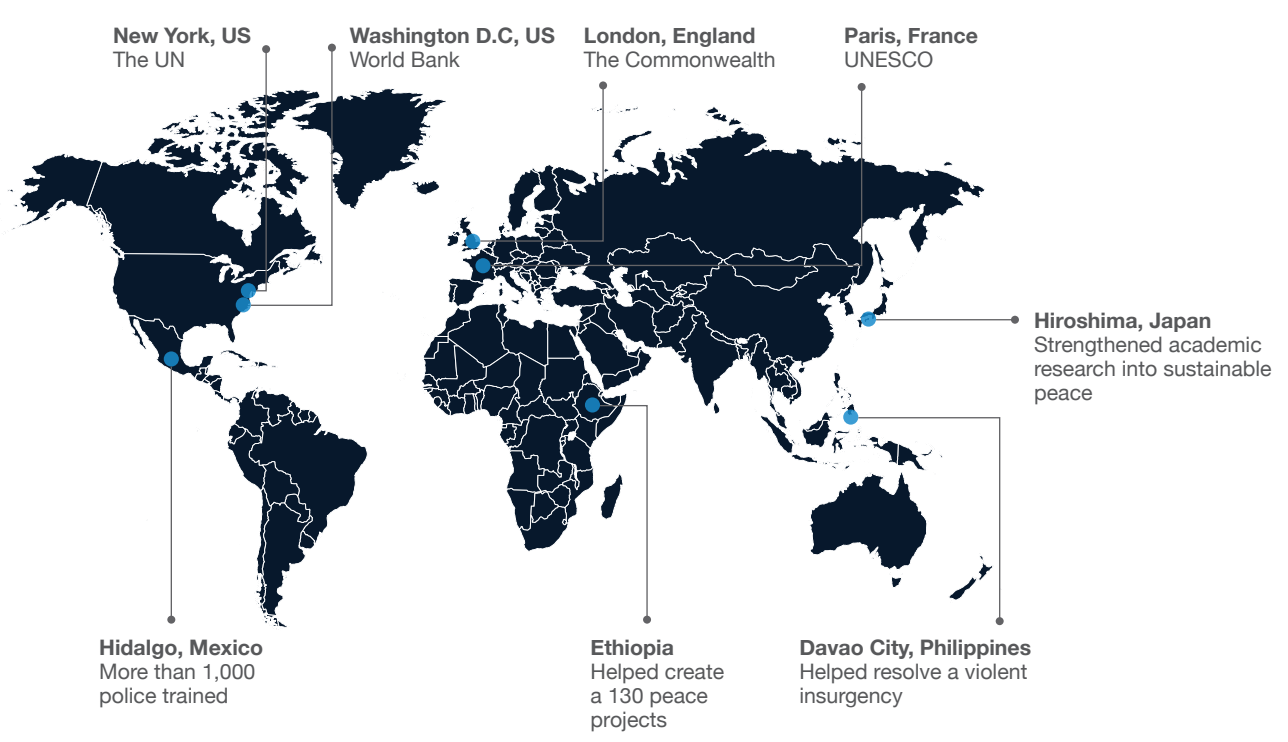 New York, US
The UN
Washington D.C, US
World Bank
London, England
The Commonwealth
Paris, France
UNESCO
Hiroshima, Japan
Strengthened academic
research into sustainable
peace
Hidalgo, Mexico
More than 1,000
police trained
Ethiopia
Helped create
a 130 peace
projects
Davao City, Philippines
Helped resolve a violent
insurgency